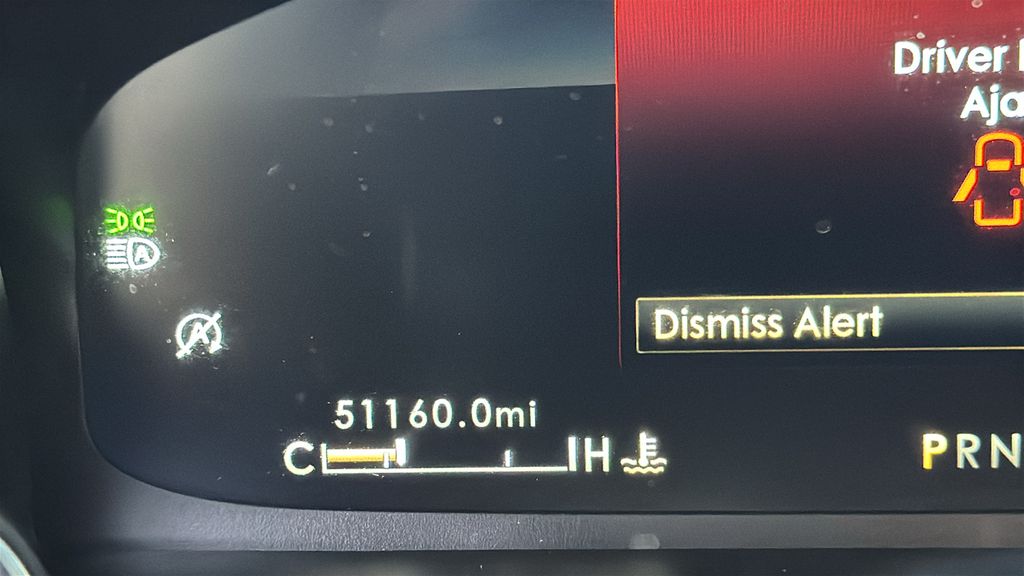 Driver
Aja
Dismiss Alert
51160.0mi
C H
PRN